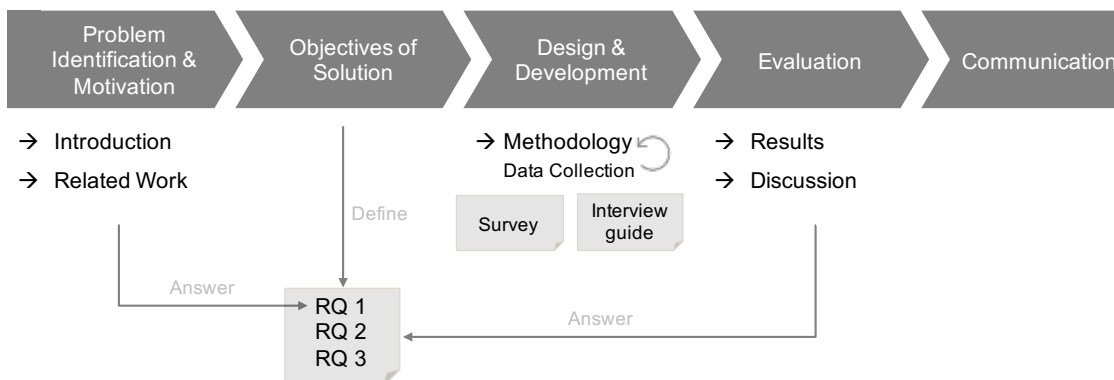 Problem
Identification &
Motivation
Objectives of
Solution
Design &
Development
Evaluation
Communication
→ Introduction
→ Related Work
→ Methodology
Data Collection
→ Results
→ Discussion
Survey
Interview
guide
Define
Answer
Answer
RQ 1
RQ 2
RQ 3